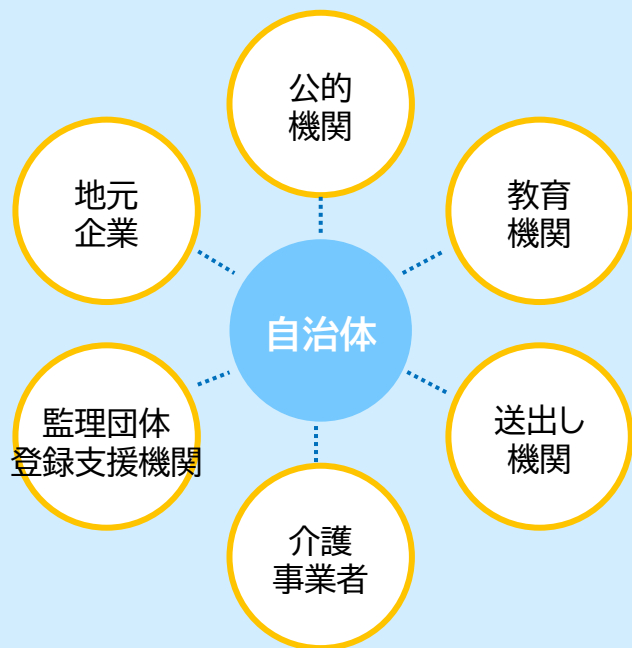 公的
機関
地元
企業
教育
機関
自治体
監理団体
登録支援機関
送出し
機関
介護
事業者